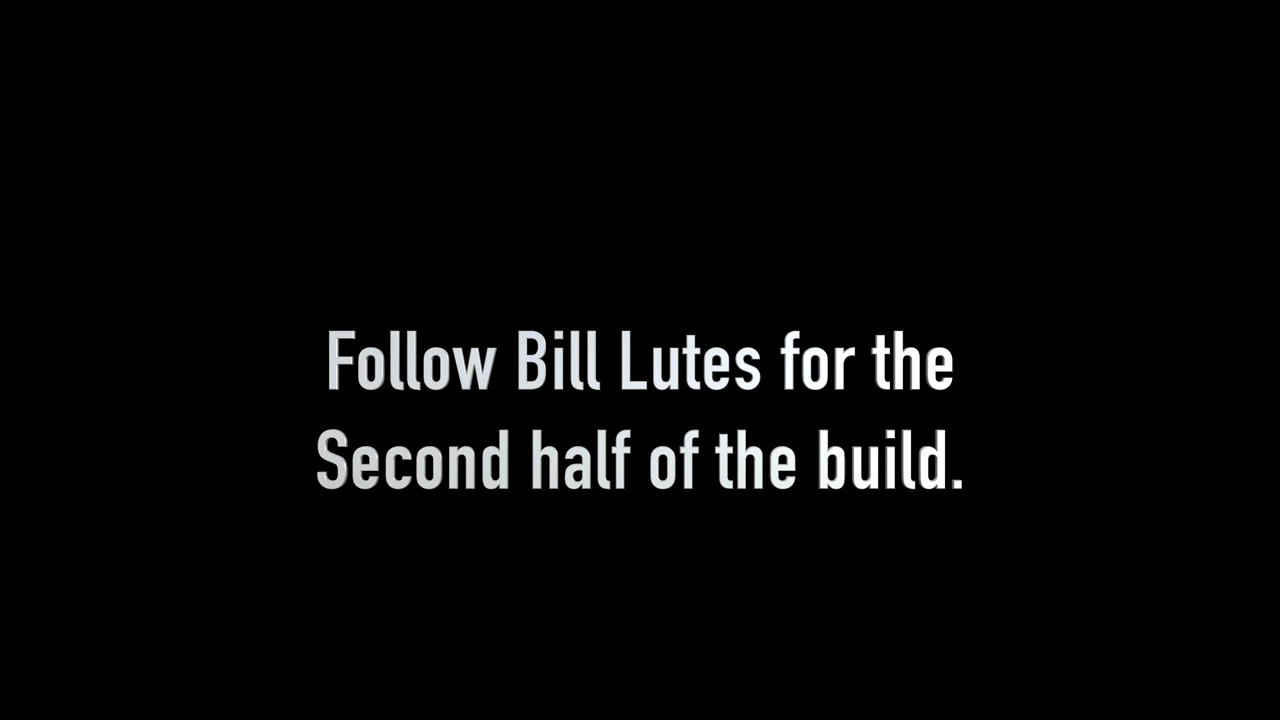 Follow Bill Lutes for the
Second half of the build.